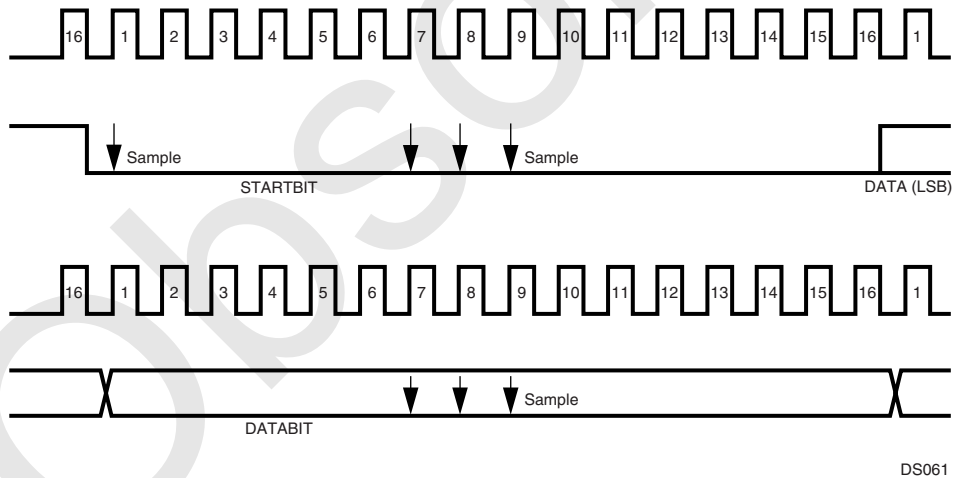 16 1 2 3 4 5 6 7 8 9 10 11 12 13 14 15 16 1
Sample Sample
STARTBIT DATA (LSB)
16 1 2 3 4 5 6 7 8 9 10 11 12 13 14 15 16 1
Sample
DATABIT
DS061
Obsol